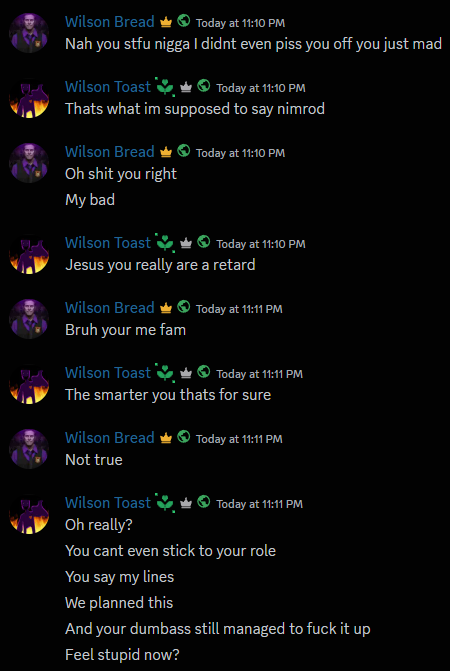 Wilson Bread Today at 11:10 PM
Nah you stfu nigga I didnt even piss you off you just mad
Wilson Toast Today at 11:10 PM
Thats what im supposed to say nimrod
Wilson Bread Today at 11:10 PM
Oh shit you right
My bad
Wilson Toast Today at 11:10 PM
Jesus you really are a retard
Wilson Bread Today at 11:11 PM
Bruh your me fam
Wilson Toast Today at 11:11 PM
The smarter you thats for sure
Wilson Bread Today at 11:11 PM
Not true
Wilson Toast Today at 11:11 PM
Oh really?
You cant even stick to your role
You say my lines
We planned this
And your dumbass still managed to fuck it up
Feel stupid now?